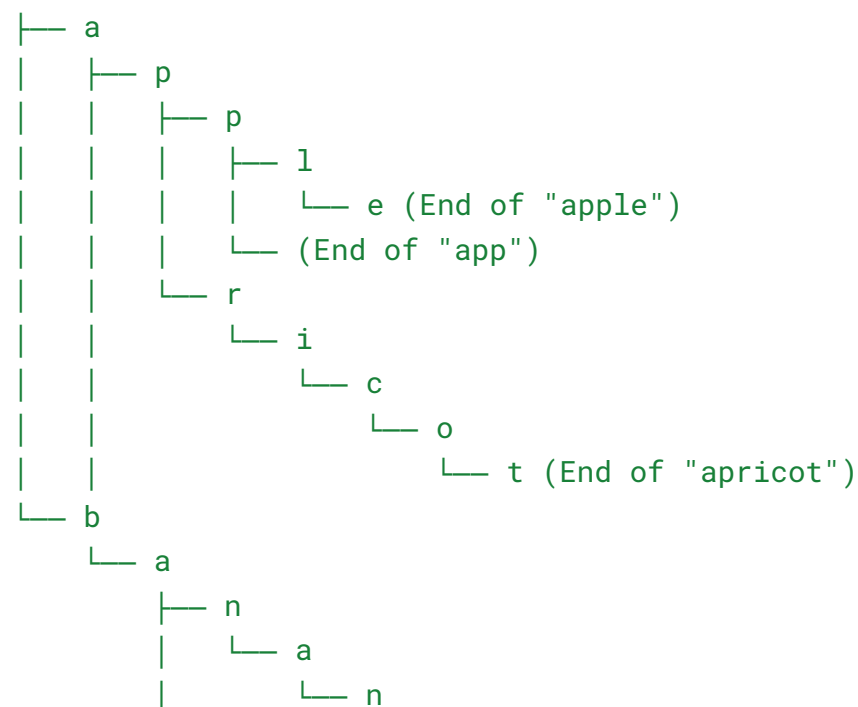 ├── a
│   ├── p
│   │   ├── p
│   │   │   ├── l
│   │   │   │   └── e (End of "apple")
│   │   │   └── (End of "app")
│   │   └── r
│   │       └── i
│   │           └── c
│   │               └── o
│   │                   └── t (End of "apricot")
└── b
    └── a
        ├── n
        │   └── a
        │       └── n